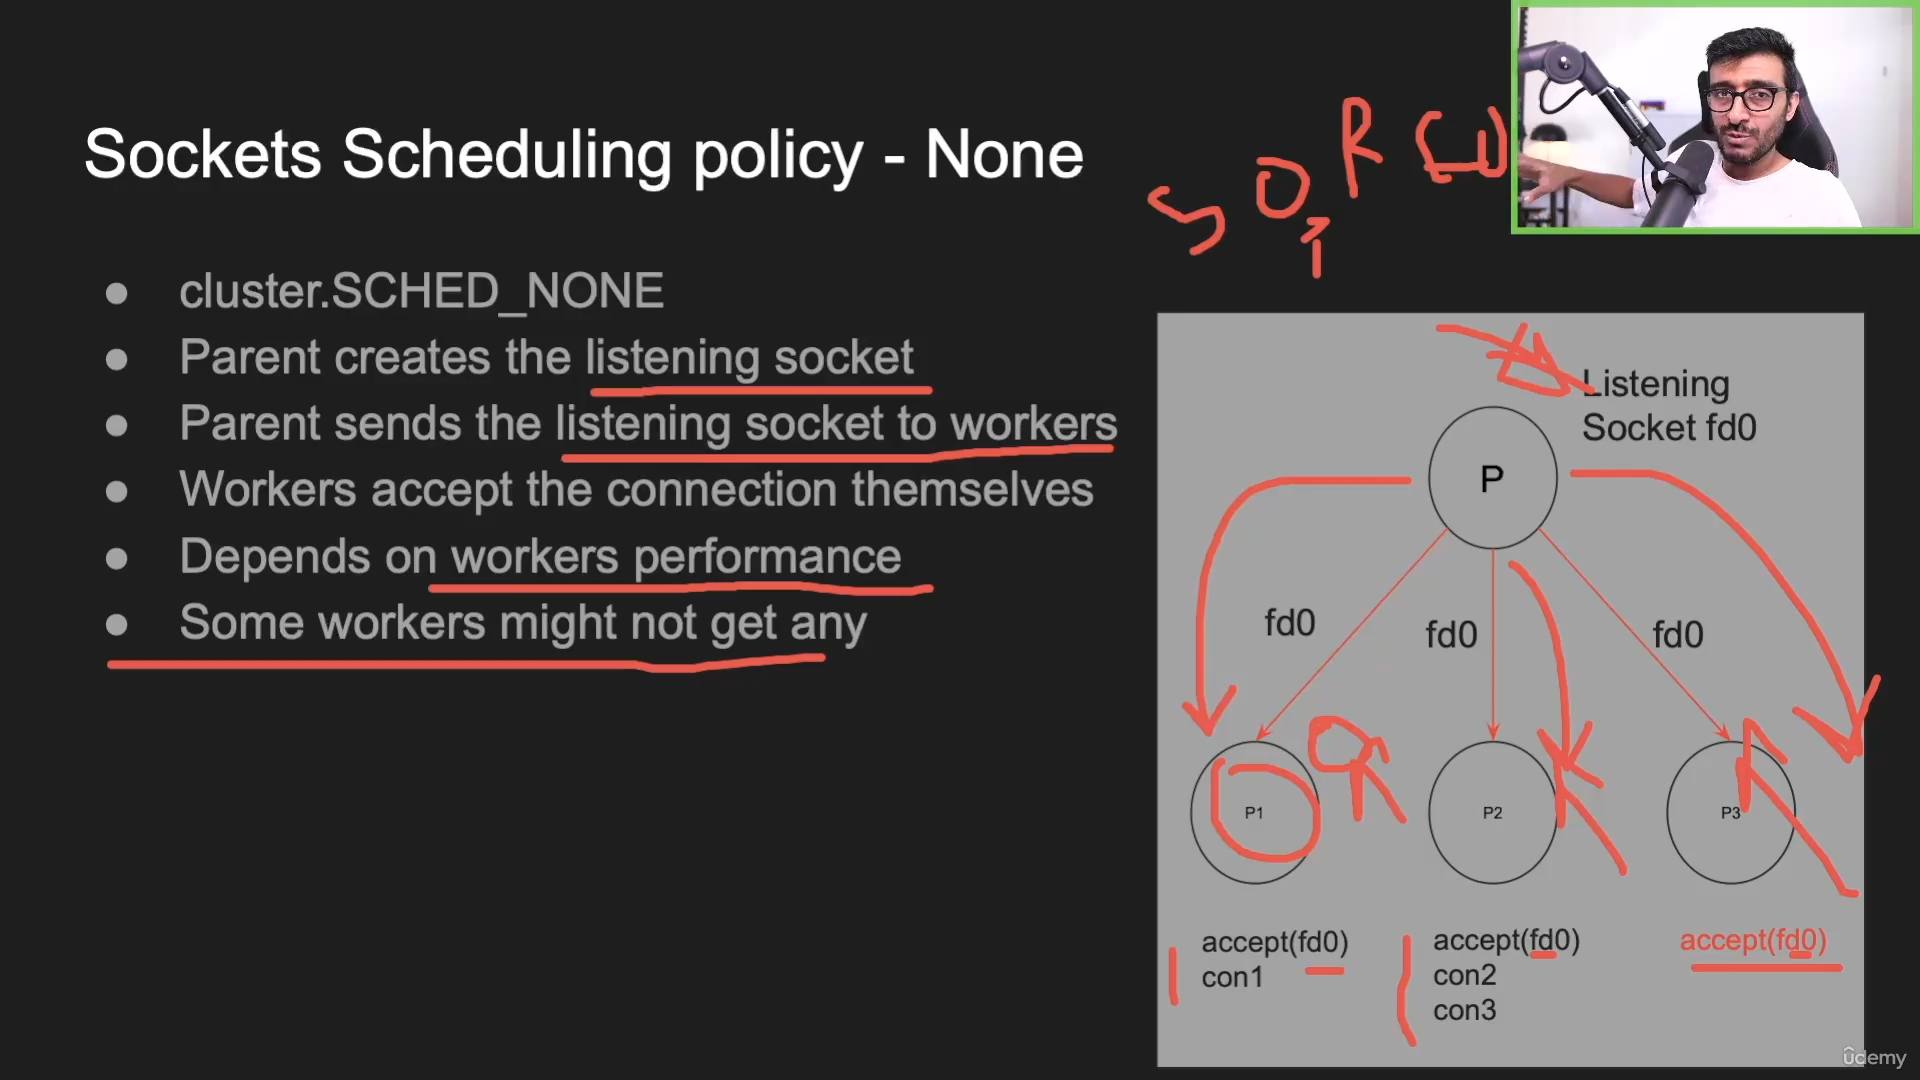 Sockets Scheduling policy - None
● cluster.SCHED_NONE
● Parent creates the listening socket
● Parent sends the listening socket to workers
● Workers accept the connection themselves
● Depends on workers performance
● Some workers might not get any
Listening
Socket fd0
P
fd0 fd0 fd0
P1 P2 P3
accept(fd0)
con1
accept(fd0)
con2
con3
accept(fd0)
ûdemy